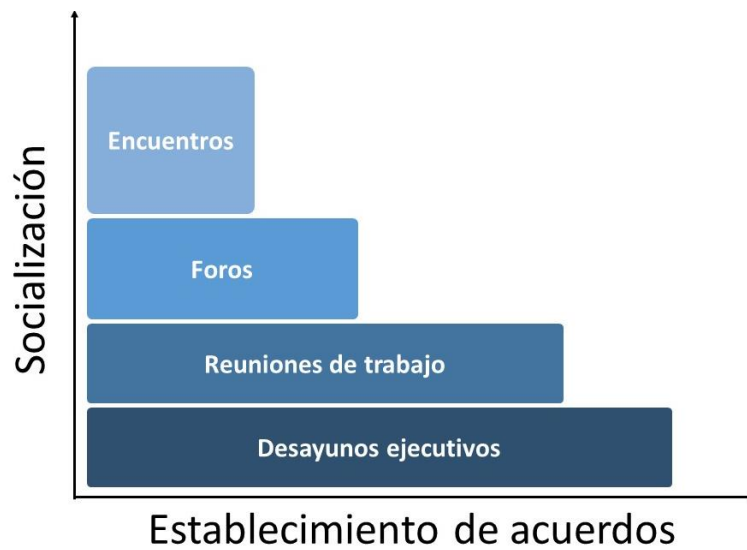 Socialización
Encuentros
Foros
Reuniones de trabajo
Desayunos ejecutivos
Establecimiento de acuerdos